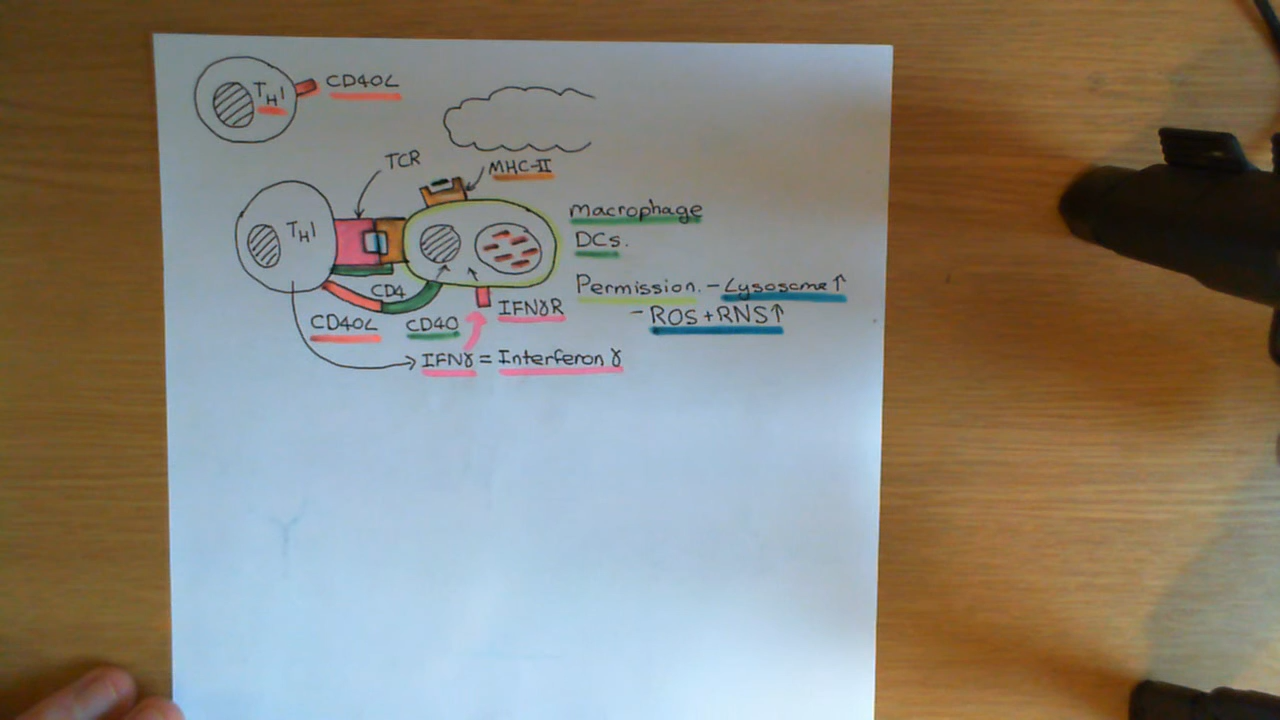 TH1 CD40L
TCR
MHC-II
TH1
Macrophage
DCs.
CD4
Permission - Lysosome↑
- ROS+RNS↑
CD40L CD40 IFNγR
IFNγ = Interferon γ